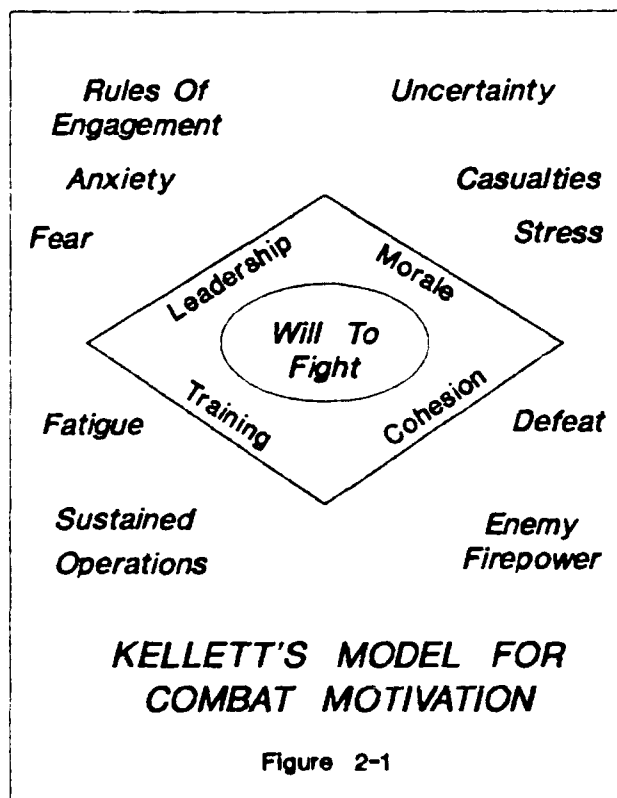 Rules Of
Engagement
Uncertainty
Anxiety
Casualties
Fear
Stress
Leadership
Morale
Will To
Fight
Training
Cohesion
Fatigue
Defeat
Sustained
Operations
Enemy
Firepower
KELLETT'S MODEL FOR
COMBAT MOTIVATION
Figure 2-1